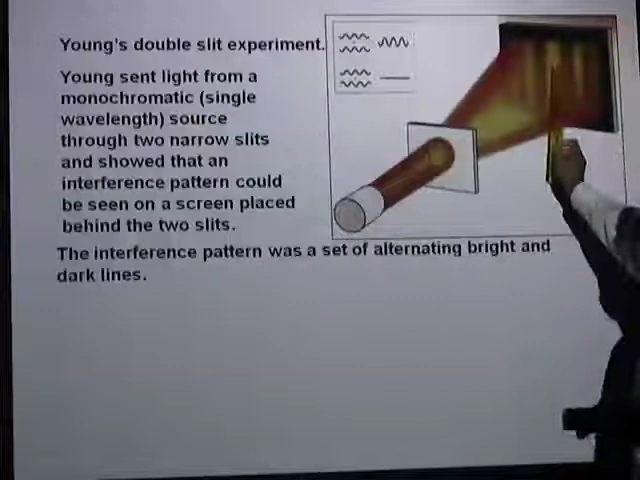 Young's double slit experiment.
Young sent light from a
monochromatic (single
wavelength) source
through two narrow slits
and showed that an
interference pattern could
be seen on a screen placed
behind the two slits.
The interference pattern was a set of alternating bright and
dark lines.